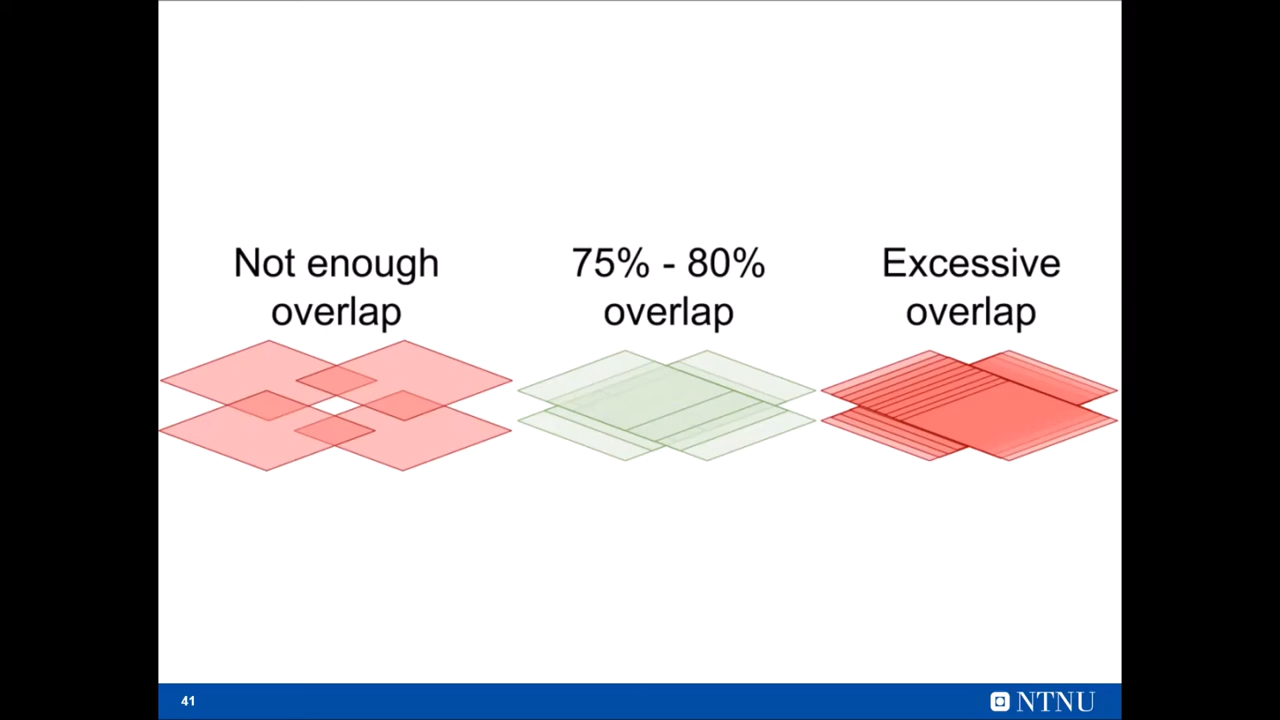 Not enough
overlap
75% - 80%
overlap
Excessive
overlap
41
NTNU